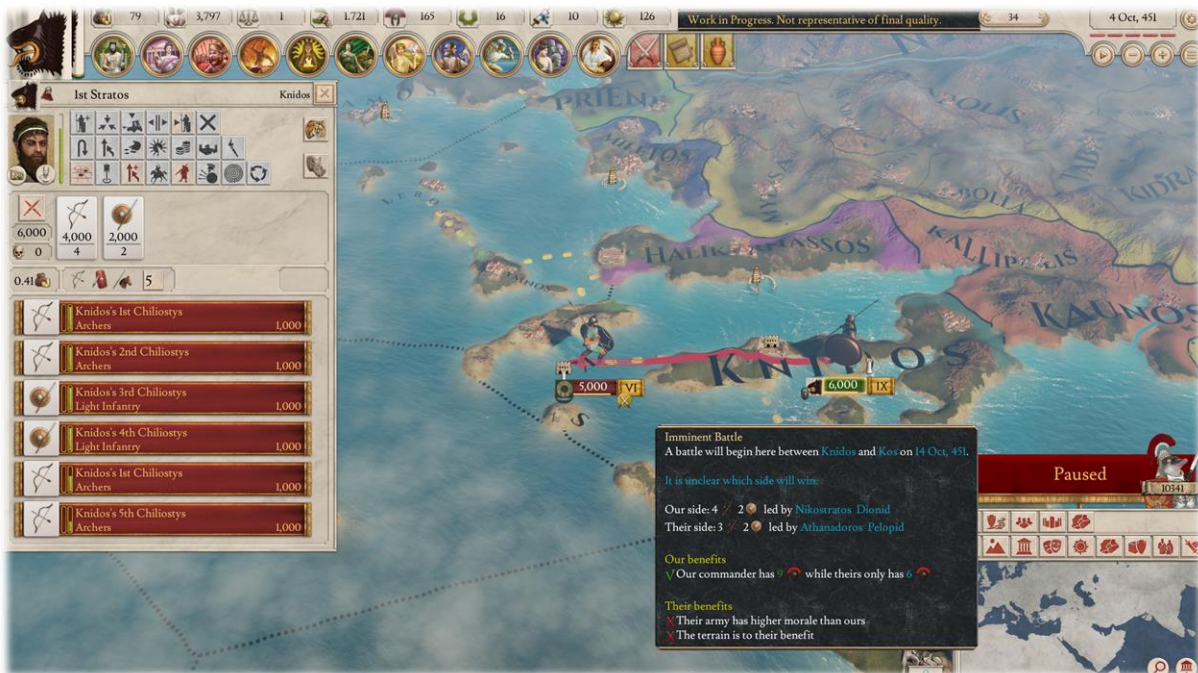 79
3,797
1
1.721
165
16
10
126
Work in Progress. Not representative of final quality.
34
4 Oct, 451
1st Stratos
Knidos
6,000
4,000
2,000
0
4
2
0.41
5
Knidos's 1st Chiliostys
Archers
1,000
Knidos's 2nd Chiliostys
Archers
1,000
Knidos's 3rd Chiliostys
Light Infantry
1,000
Knidos's 4th Chiliostys
Light Infantry
1,000
Knidos's 1st Chiliostys
Archers
1,000
Knidos's 5th Chiliostys
Archers
1,000
PRIENE
MILETOS
BOLLA
KIDRA
HALIKARNASSOS
KALLIPOLIS
KAUNOS
KNIDOS
5,000
VI
6,000
IX
Imminent Battle
A battle will begin here between Knidos and Kos on 14 Oct, 451.
It is unclear which side will win.
Our side: 4 2 led by Nikostratos Dionid
Their side: 3 2 led by Athanadoros Pelopid
Our benefits
Our commander has 9 while theirs only has 6
Their benefits
Their army has higher morale than ours
The terrain is to their benefit
Paused
10341